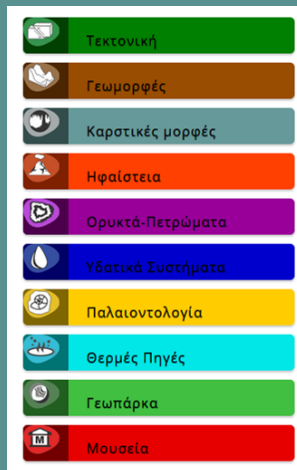 Τεκτονική
Γεωμορφές
Καρστικές μορφές
Ηφαίστεια
Ορυκτά-Πετρώματα
Υδατικά Συστήματα
Παλαιοντολογία
Θερμές Πηγές
Γεωπάρκα
M
Μουσεία